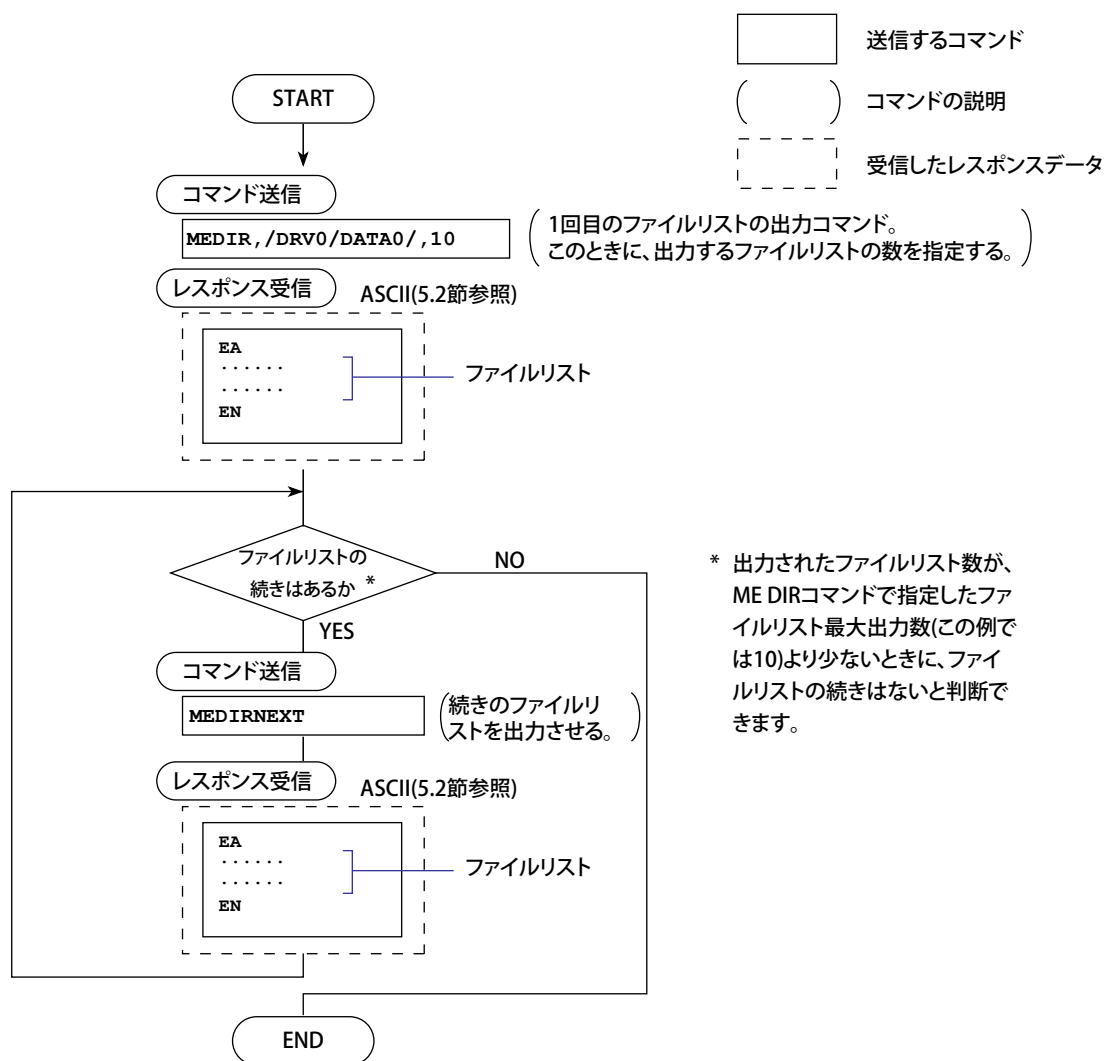 送信するコマンド
コマンドの説明
受信したレスポンスデータ
START
コマンド送信
MEDIR,/DRV0/DATA0/,10
1回目のファイルリストの出力コマンド。
このときに、出力するファイルリストの数を指定する。
レスポンス受信
ASCII(5.2節参照)
EA
......
......
EN
ファイルリスト
ファイルリストの
続きはあるか *
NO
YES
* 出力されたファイルリスト数が、
ME DIRコマンドで指定したファ
イルリスト最大出力数(この例で
は10)より少ないときに、ファイ
ルリストの続きはないと判断で
きます。
コマンド送信
MEDIRNEXT
続きのファイルリ
ストを出力させる。
レスポンス受信
ASCII(5.2節参照)
EA
......
......
EN
ファイルリスト
END